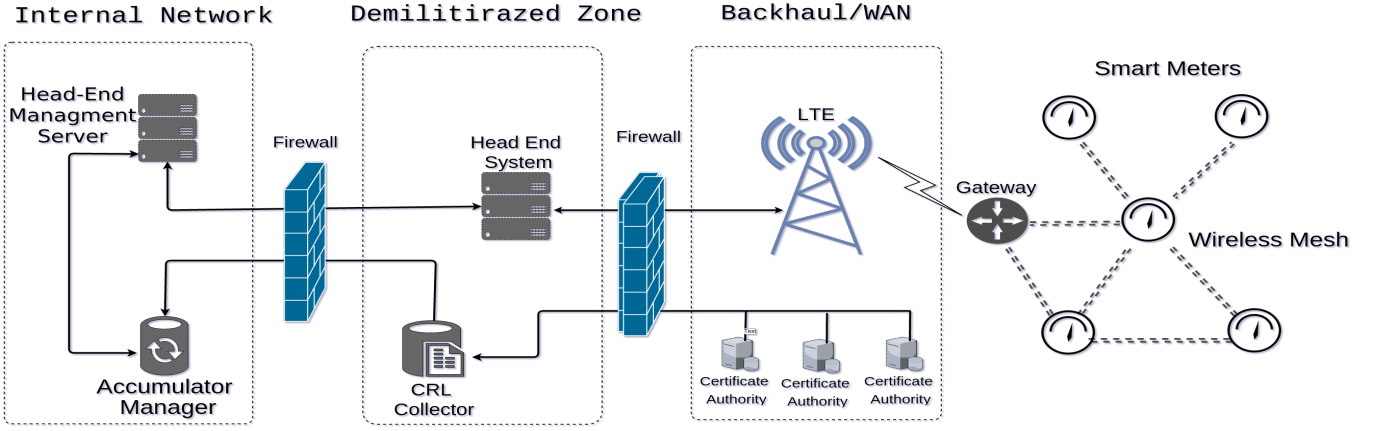 Internal Network
Demilitirazed Zone
Backhaul/WAN
Smart Meters
Head-End
Managment
Server
Firewall
Head End
System
Firewall
LTE
Gateway
Wireless Mesh
Text
Accumulator
Manager
CRL
Collector
Certificate
Authority
Certificate
Authority
Certificate
Authority